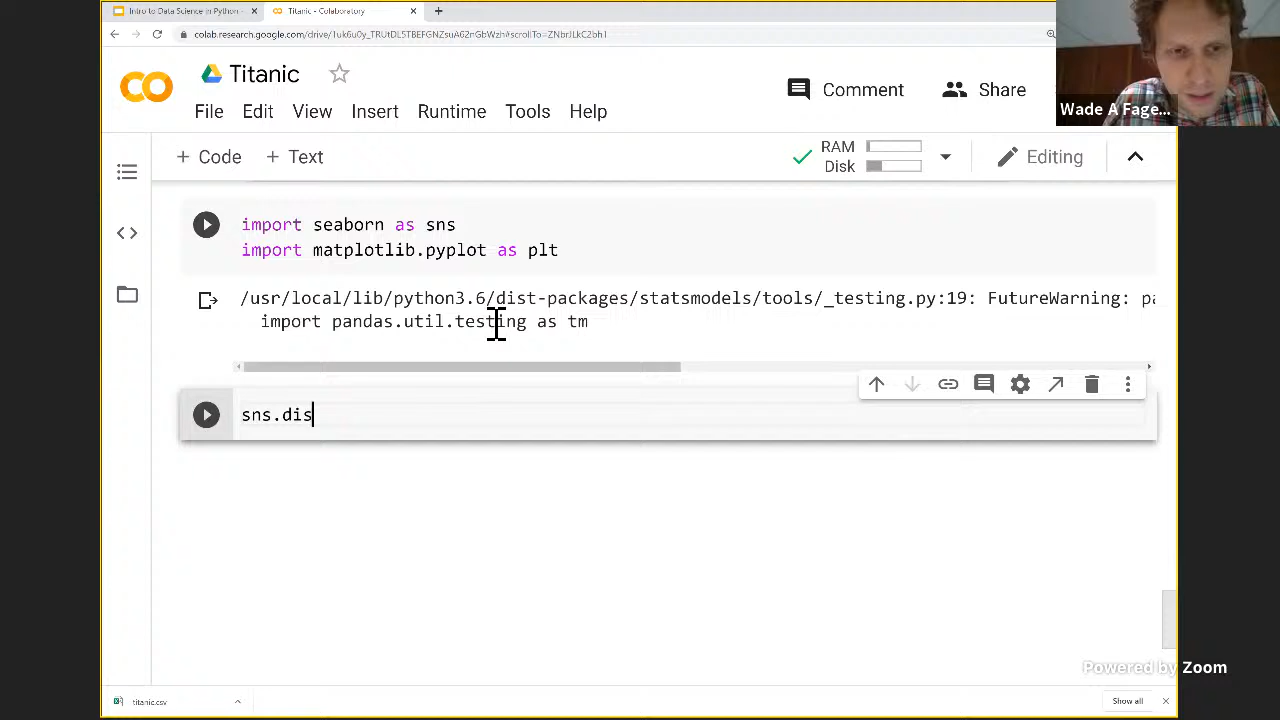 Intro to Data Science in Python -
Titanic - Colaboratory
colab.research.google.com/drive/1uk6u0y_TRUtDL5TBEFGNZsuA62nGbWzh#scrollTo=ZNbrJLkC2bh1
Titanic
Comment
Share
Wade A Fage...
File Edit View Insert Runtime Tools Help
+ Code + Text
RAM
Disk
Editing
import seaborn as sns
import matplotlib.pyplot as plt
/usr/local/lib/python3.6/dist-packages/statsmodels/tools/_testing.py:19: FutureWarning: pa
import pandas.util.testing as tm
sns.dis
Powered by Zoom
titanic.csv
Show all